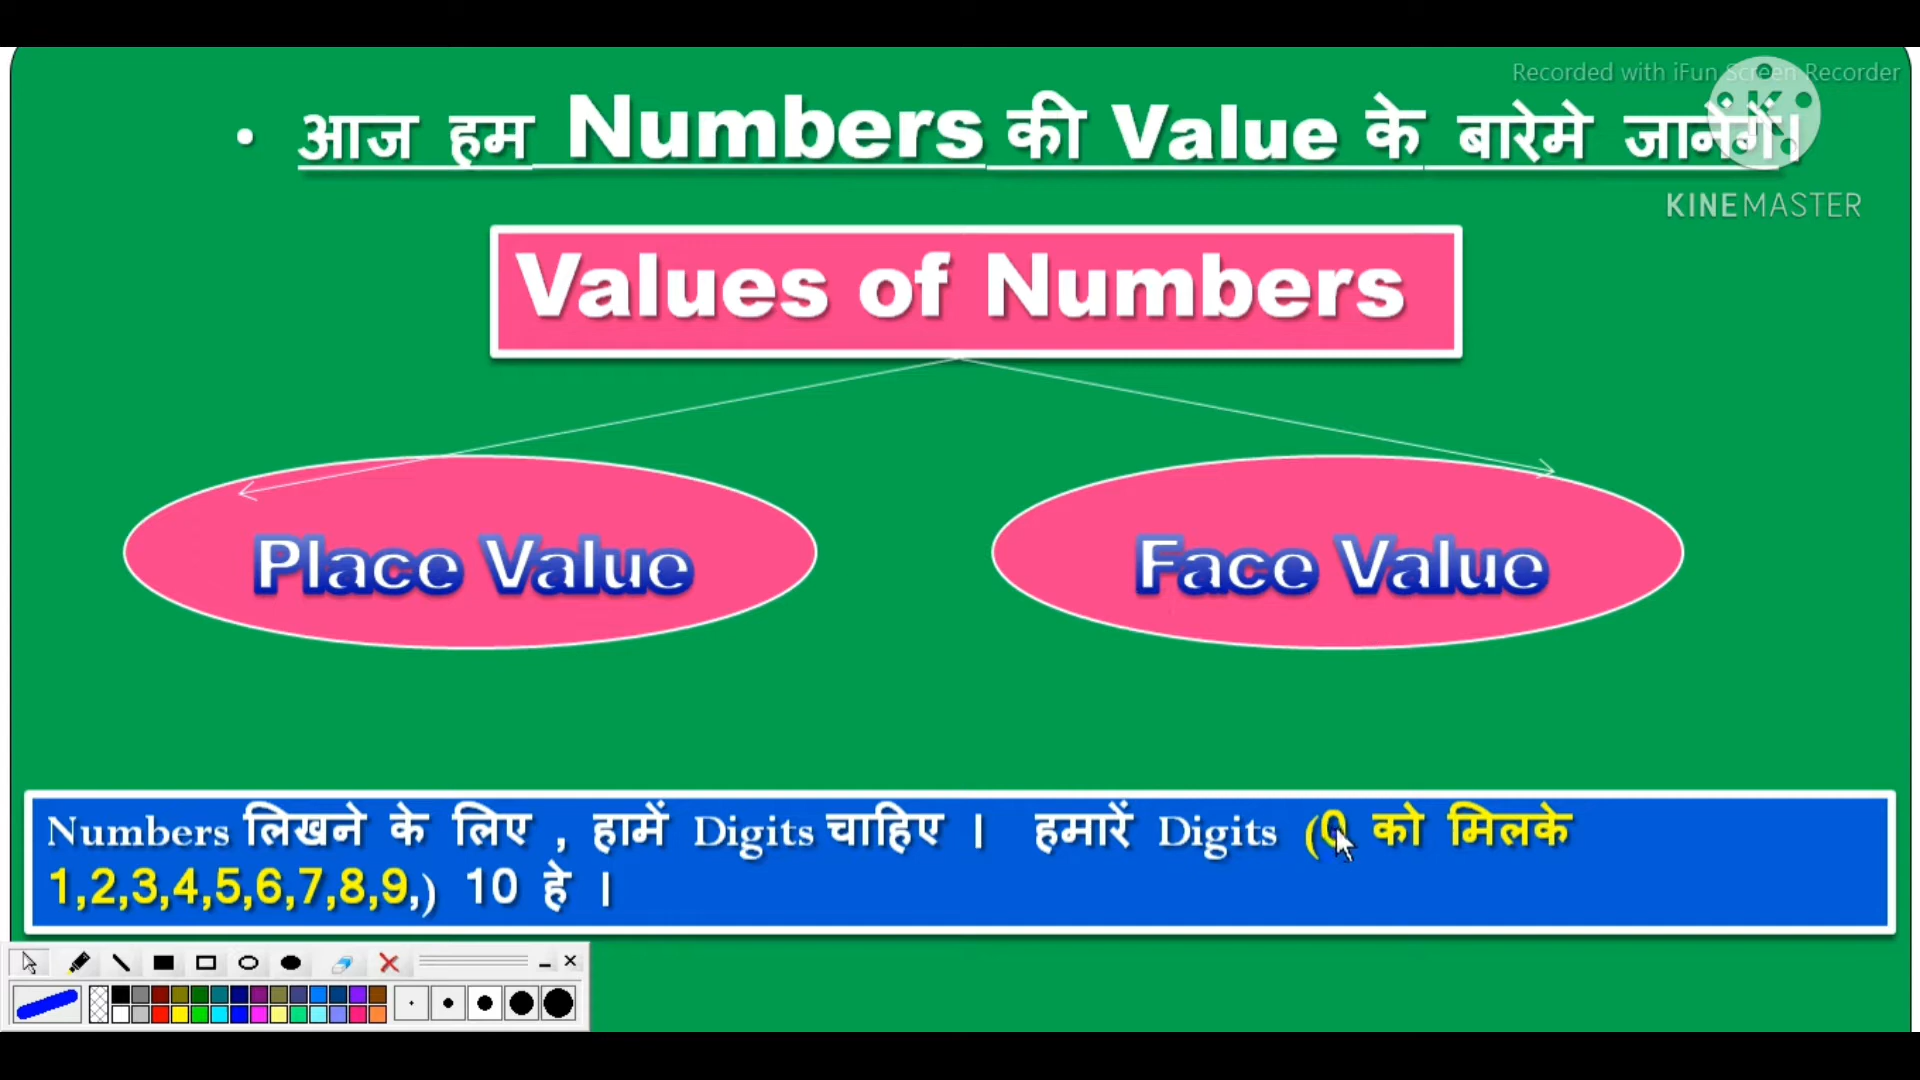 Recorded with iFun Screen Recorder
• आज हम Numbers की Value के बारेमे जानेंगें।
KINEMASTER
Values of Numbers
Place Value
Face Value
Numbers लिखने के लिए , हामें Digits चाहिए । हमारें Digits (0 को मिलके
1,2,3,4,5,6,7,8,9,) 10 हे ।